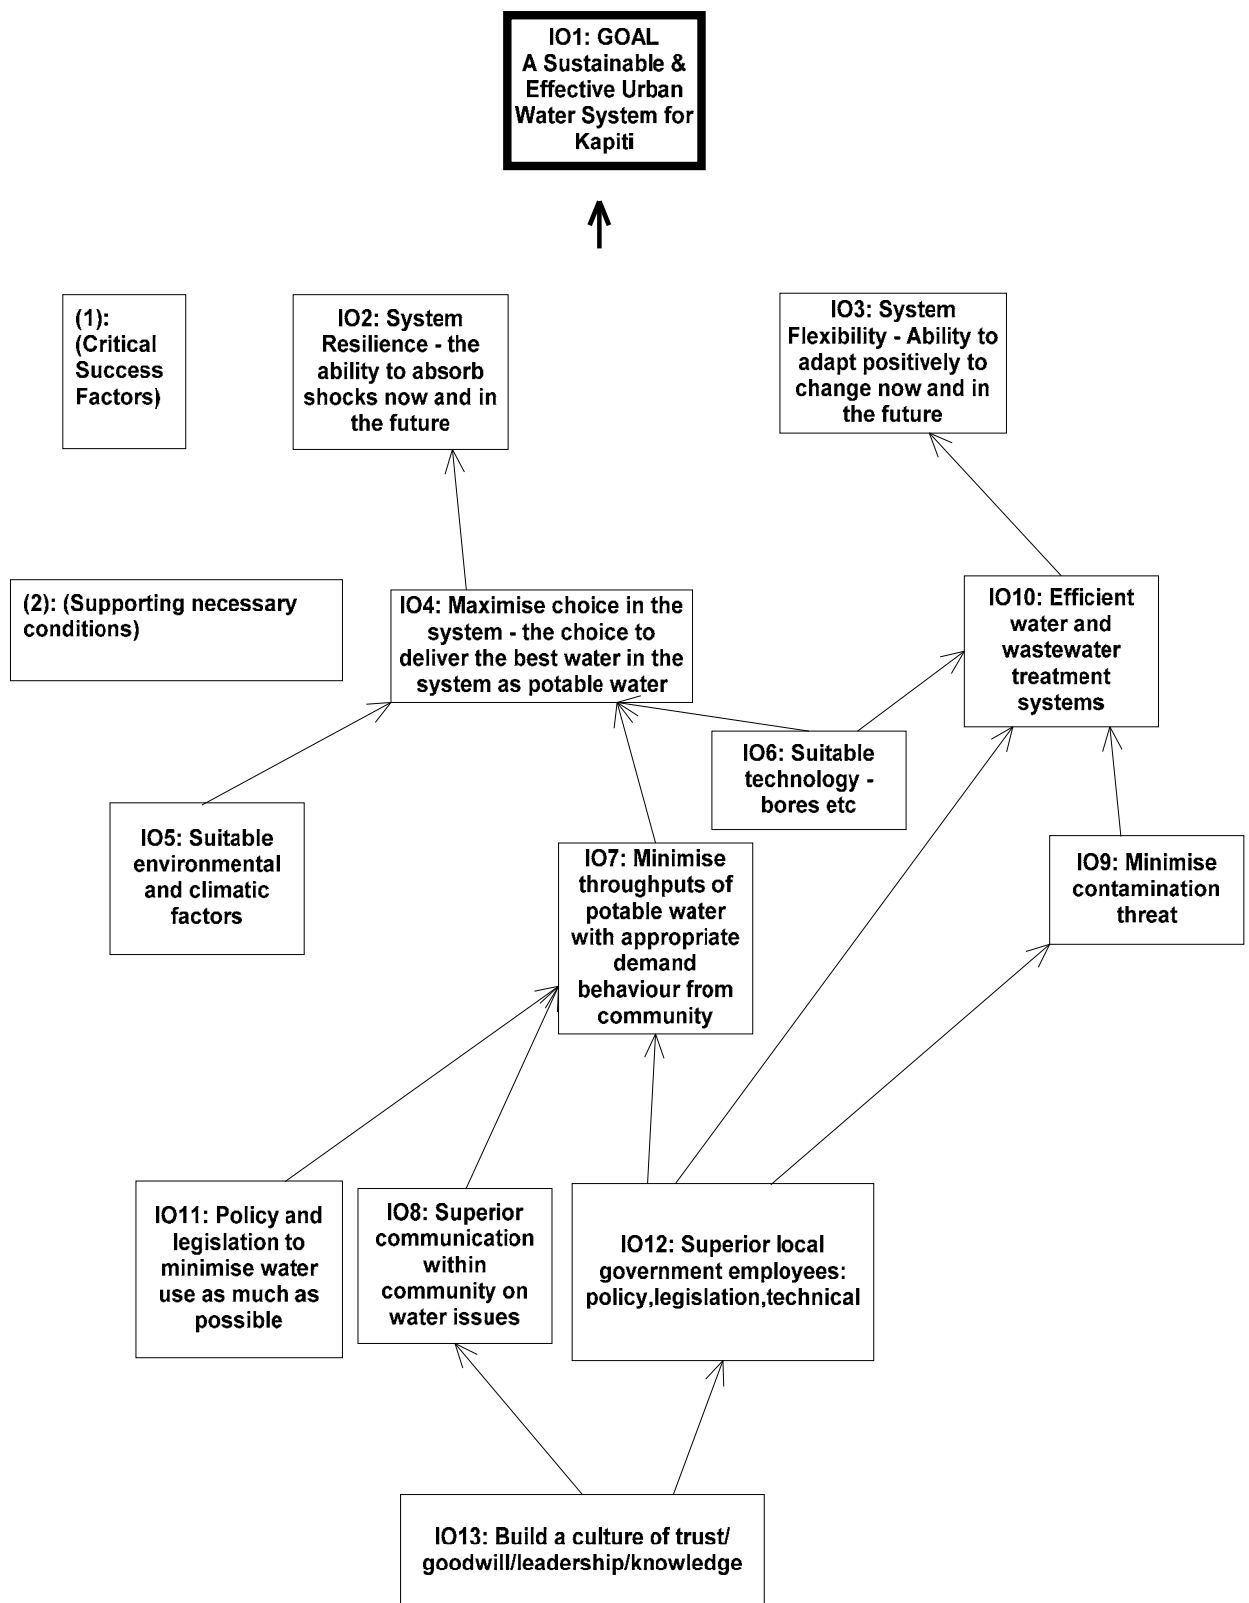 IO1: GOAL
A Sustainable &
Effective Urban
Water System for
Kapiti
(1):
(Critical
Success
Factors)
IO2: System
Resilience - the
ability to absorb
shocks now and in
the future
IO3: System
Flexibility - Ability to
adapt positively to
change now and in
the future
(2): (Supporting necessary
conditions)
IO4: Maximise choice in the
system - the choice to
deliver the best water in the
system as potable water
IO10: Efficient
water and
wastewater
treatment
systems
IO6: Suitable
technology -
bores etc
IO5: Suitable
environmental
and climatic
factors
IO7: Minimise
throughputs of
potable water
with appropriate
demand
behaviour from
community
IO9: Minimise
contamination
threat
IO11: Policy and
legislation to
minimise water
use as much as
possible
IO8: Superior
communication
within
community on
water issues
IO12: Superior local
government employees:
policy,legislation,technical
IO13: Build a culture of trust/
goodwill/leadership/knowledge